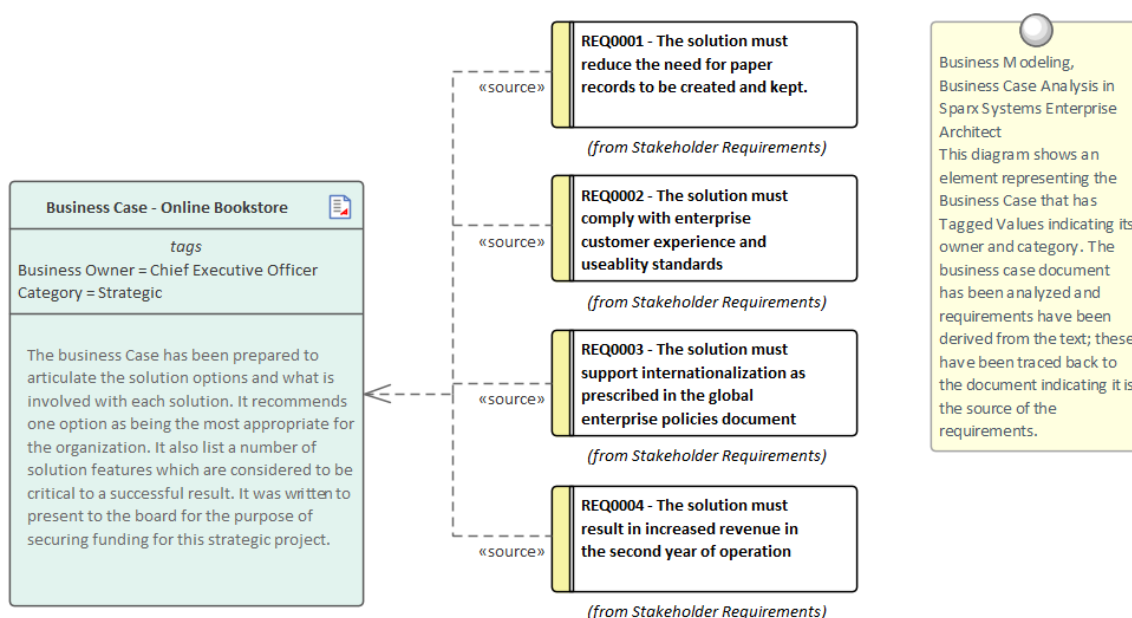 Business Case - Online Bookstore
tags
Business Owner = Chief Executive Officer
Category = Strategic
The business Case has been prepared to
articulate the solution options and what is
involved with each solution. It recommends
one option as being the most appropriate for
the organization. It also list a number of
solution features which are considered to be
critical to a successful result. It was written to
present to the board for the purpose of
securing funding for this strategic project.
«source»
REQ0001 - The solution must
reduce the need for paper
records to be created and kept.
(from Stakeholder Requirements)
«source»
REQ0002 - The solution must
comply with enterprise
customer experience and
useablity standards
(from Stakeholder Requirements)
«source»
REQ0003 - The solution must
support internationalization as
prescribed in the global
enterprise policies document
(from Stakeholder Requirements)
«source»
REQ0004 - The solution must
result in increased revenue in
the second year of operation
(from Stakeholder Requirements)
Business Modeling,
Business Case Analysis in
Sparx Systems Enterprise
Architect
This diagram shows an
element representing the
Business Case that has
Tagged Values indicating its
owner and category. The
business case document
has been analyzed and
requirements have been
derived from the text; these
have been traced back to
the document indicating it is
the source of the
requirements.